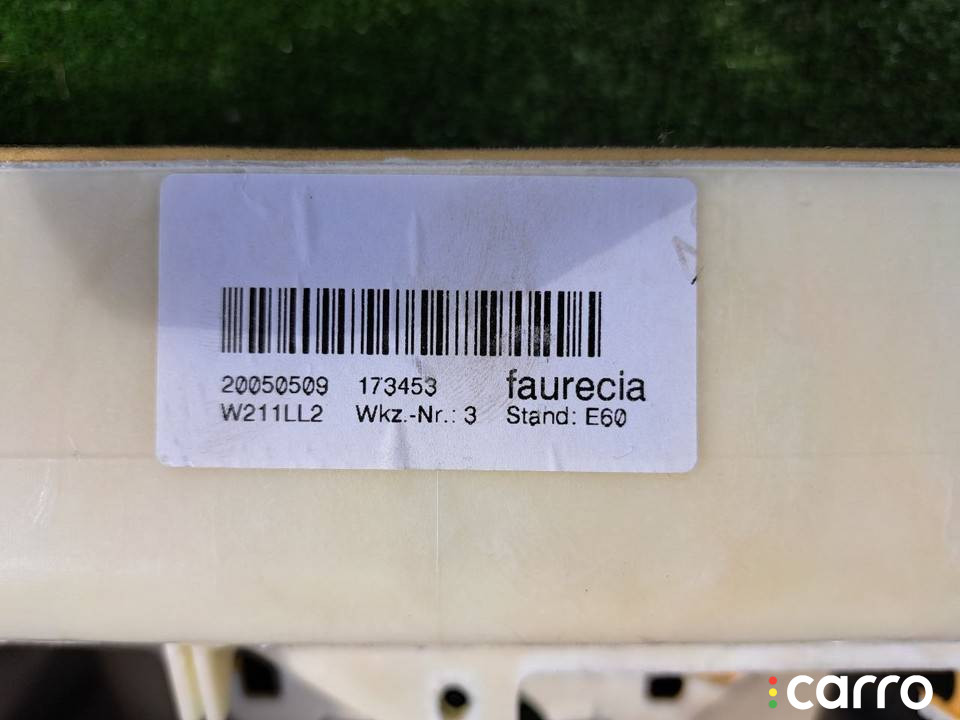 20050509 173453 faurecia
W211LL2 Wkz.-Nr.: 3 Stand: E60
carro